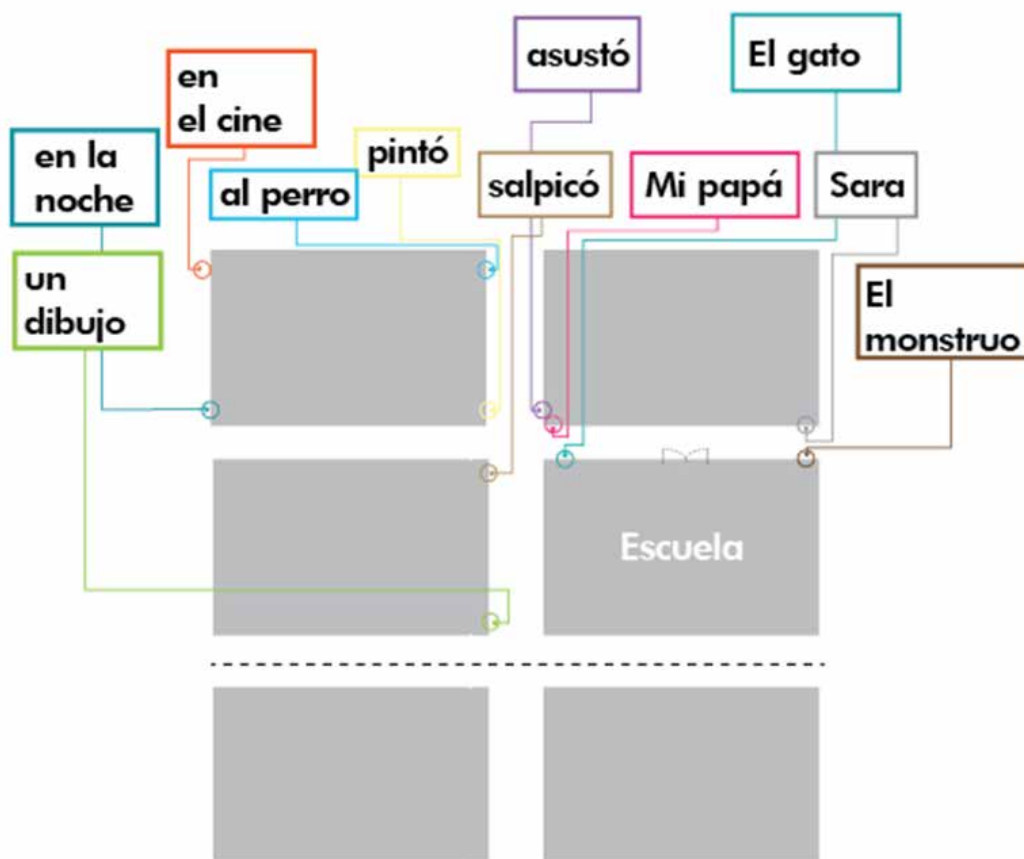 asustó
El gato
en
el cine
en la
noche
al perro
pintó
salpicó
Mi papá
Sara
un
dibujo
El
monstruo
Escuela